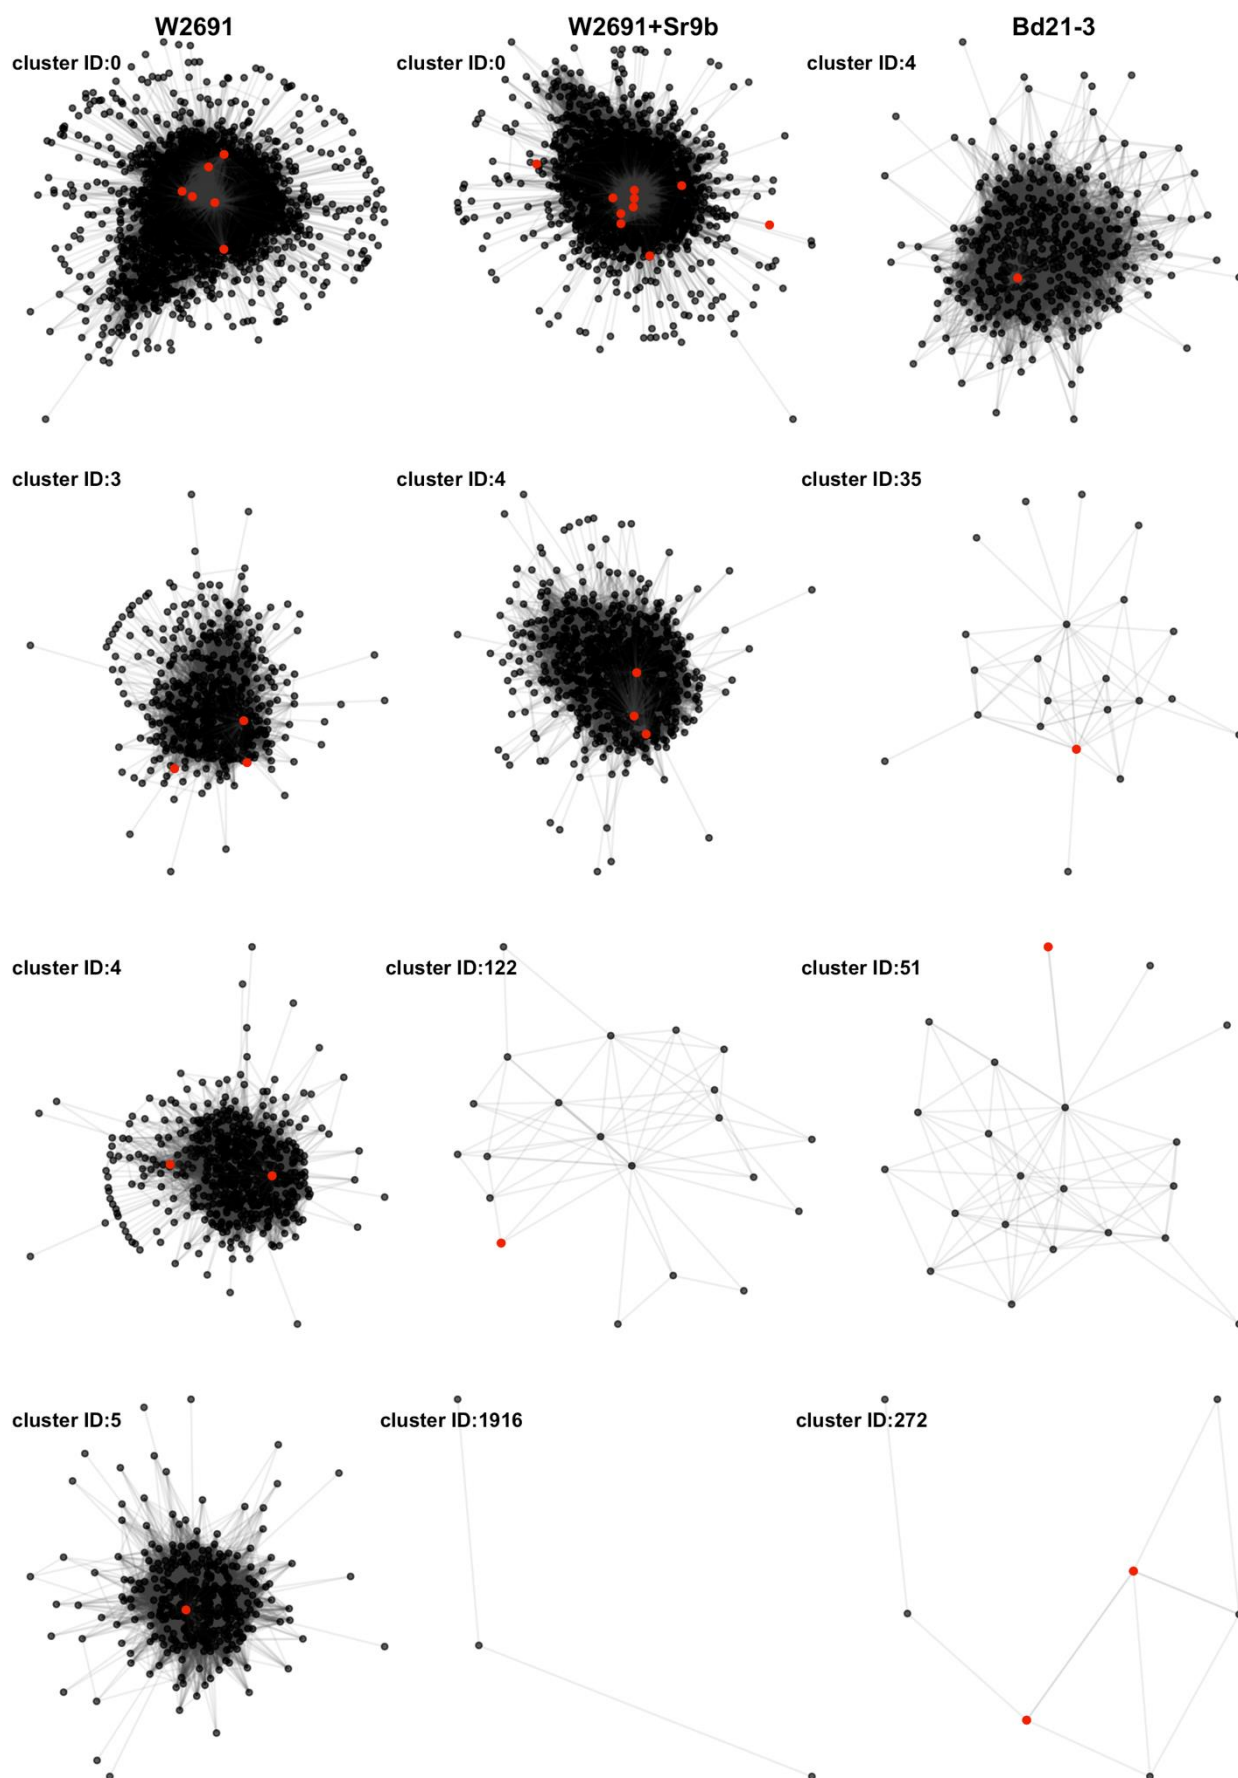 W2691 W2691+Sr9b Bd21-3
cluster ID:0 cluster ID:0 cluster ID:4
cluster ID:3 cluster ID:4 cluster ID:35
cluster ID:4 cluster ID:122 cluster ID:51
cluster ID:5 cluster ID:1916 cluster ID:272